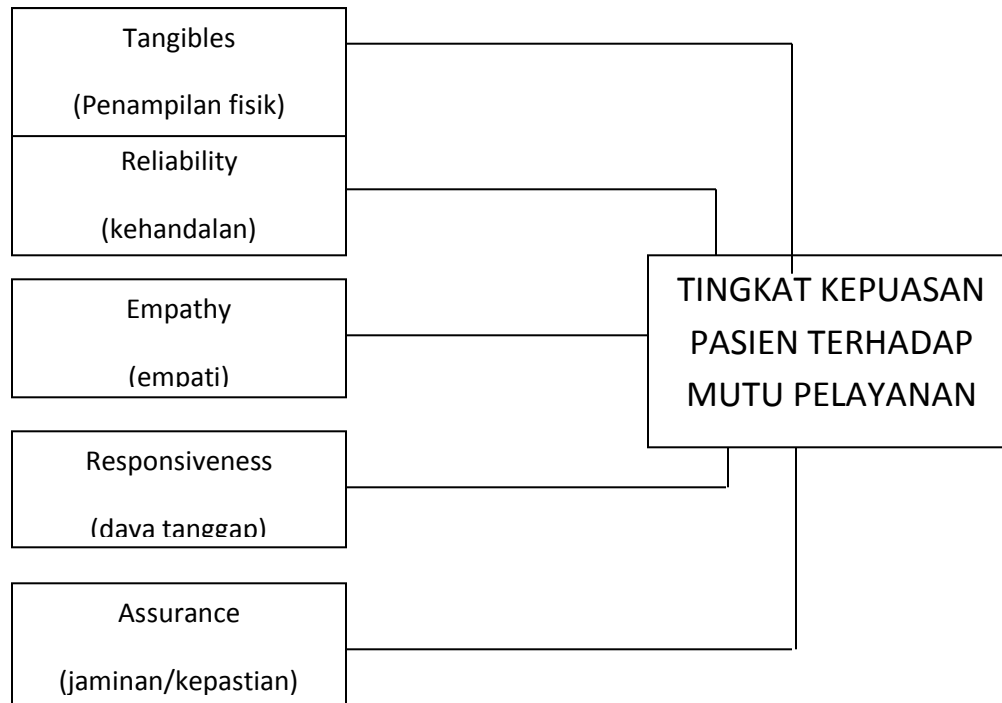 Tangibles
(Penampilan fisik)
Reliability
(kehandalan)
Empathy
(empati)
Responsiveness
(daya tanggap)
Assurance
(jaminan/kepastian)
TINGKAT KEPUASAN
PASIEN TERHADAP
MUTU PELAYANAN